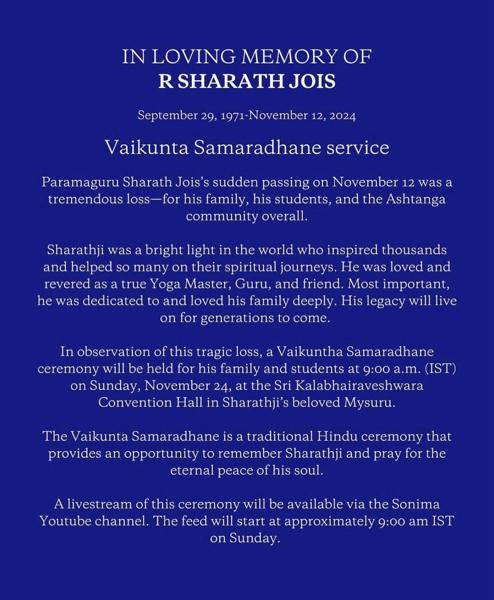 IN LOVING MEMORY OF
R SHARATH JOIS
September 29, 1971-November 12, 2024
Vaikunta Samaradhane service
Paramaguru Sharath Jois's sudden passing on November 12 was a
tremendous loss—for his family, his students, and the Ashtanga
community overall.
Sharathji was a bright light in the world who inspired thousands
and helped so many on their spiritual journeys. He was loved and
revered as a true Yoga Master, Guru, and friend. Most important,
he was dedicated to and loved his family deeply. His legacy will live
on for generations to come.
In observation of this tragic loss, a Vaikuntha Samaradhane
ceremony will be held for his family and students at 9:00 a.m. (IST)
on Sunday, November 24, at the Sri Kalabhairaveshwara
Convention Hall in Sharathji's beloved Mysuru.
The Vaikunta Samaradhane is a traditional Hindu ceremony that
provides an opportunity to remember Sharathji and pray for the
eternal peace of his soul.
A livestream of this ceremony will be available via the Sonima
Youtube channel. The feed will start at approximately 9:00 am IST
on Sunday.